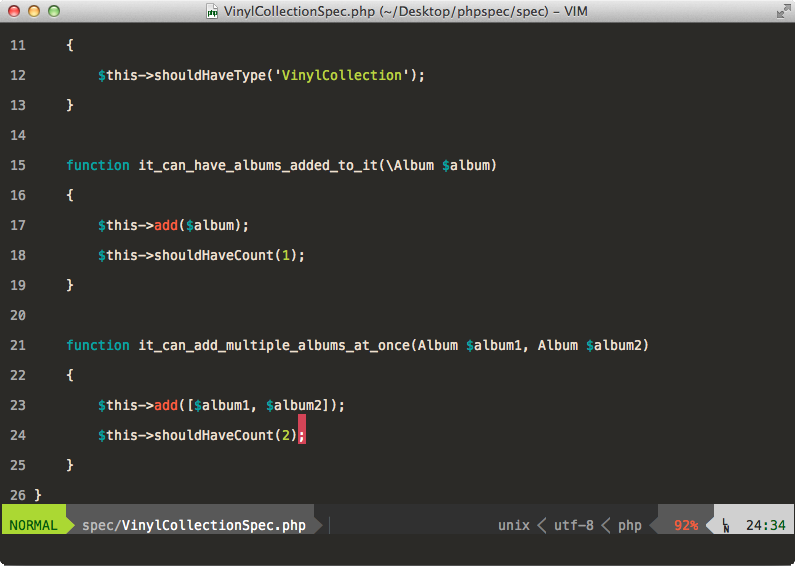 VinylCollectionSpec.php (~/Desktop/phpspec/spec) – VIM
11 {
12 $this->shouldHaveType('VinylCollection');
13 }
14
15 function it_can_have_albums_added_to_it(\Album $album)
16 {
17 $this->add($album);
18 $this->shouldHaveCount(1);
19 }
20
21 function it_can_add_multiple_albums_at_once(Album $album1, Album $album2)
22 {
23 $this->add([$album1, $album2]);
24 $this->shouldHaveCount(2);
25 }
26 }
NORMAL spec/VinylCollectionSpec.php unix utf-8 php 92% LN 24:34